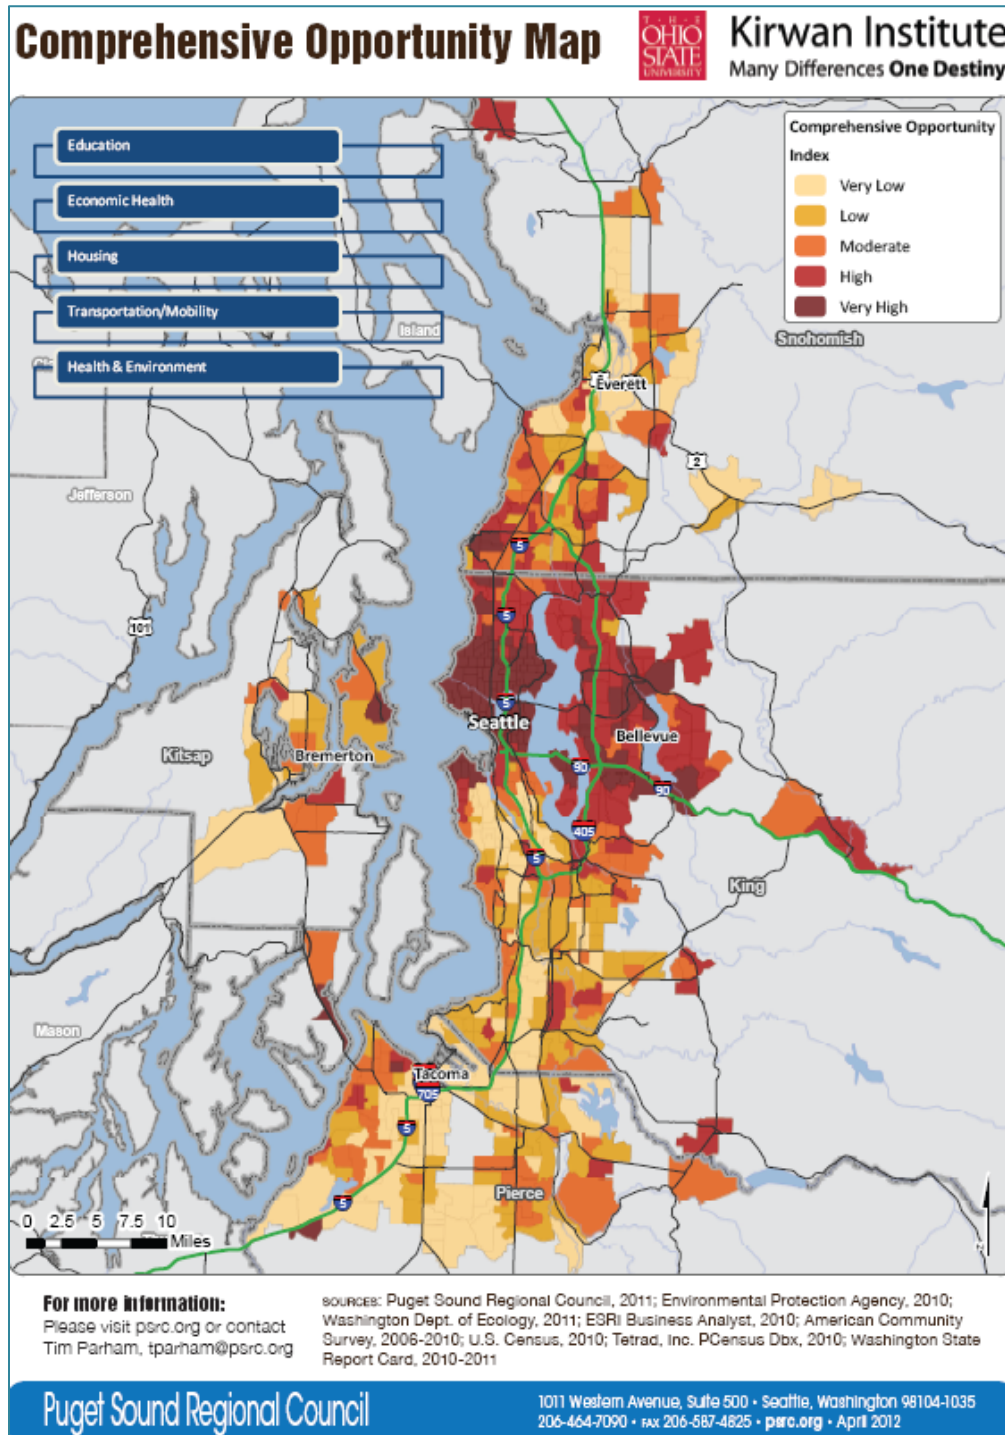 Comprehensive Opportunity Map
T·H·E
OHIO
STATE
UNIVERSITY
Kirwan Institute
Many Differences One Destiny
Education
Economic Health
Housing
Transportation/Mobility
Health & Environment
Comprehensive Opportunity
Index
Very Low
Low
Moderate
High
Very High
Island
Snohomish
Everett
2
Jefferson
5
101
5
5
Seattle
Bellevue
Kitsap
Bremerton
90
90
405
5
King
Mason
Tacoma
705
5
Pierce
5
0 2.5 5 7.5 10
Miles
For more information:
Please visit psrc.org or contact
Tim Parham, tparham@psrc.org
SOURCES: Puget Sound Regional Council, 2011; Environmental Protection Agency, 2010;
Washington Dept. of Ecology, 2011; ESRI Business Analyst, 2010; American Community
Survey, 2006-2010; U.S. Census, 2010; Tetrad, Inc. PCensus Dbx, 2010; Washington State
Report Card, 2010-2011
Puget Sound Regional Council
1011 Western Avenue, Suite 500 • Seattle, Washington 98104-1035
206-464-7090 • FAX 206-587-4825 • psrc.org • April 2012